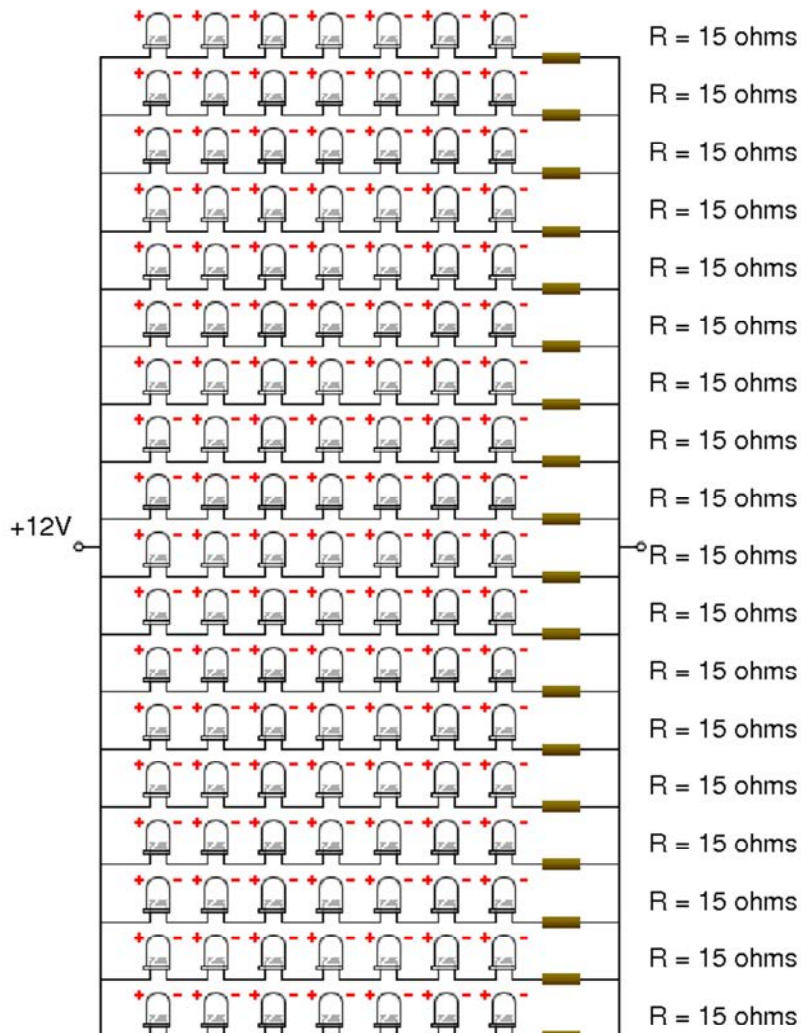 R = 15 ohms
R = 15 ohms
R = 15 ohms
R = 15 ohms
R = 15 ohms
R = 15 ohms
R = 15 ohms
R = 15 ohms
R = 15 ohms
+12V
R = 15 ohms
R = 15 ohms
R = 15 ohms
R = 15 ohms
R = 15 ohms
R = 15 ohms
R = 15 ohms
R = 15 ohms
R = 15 ohms